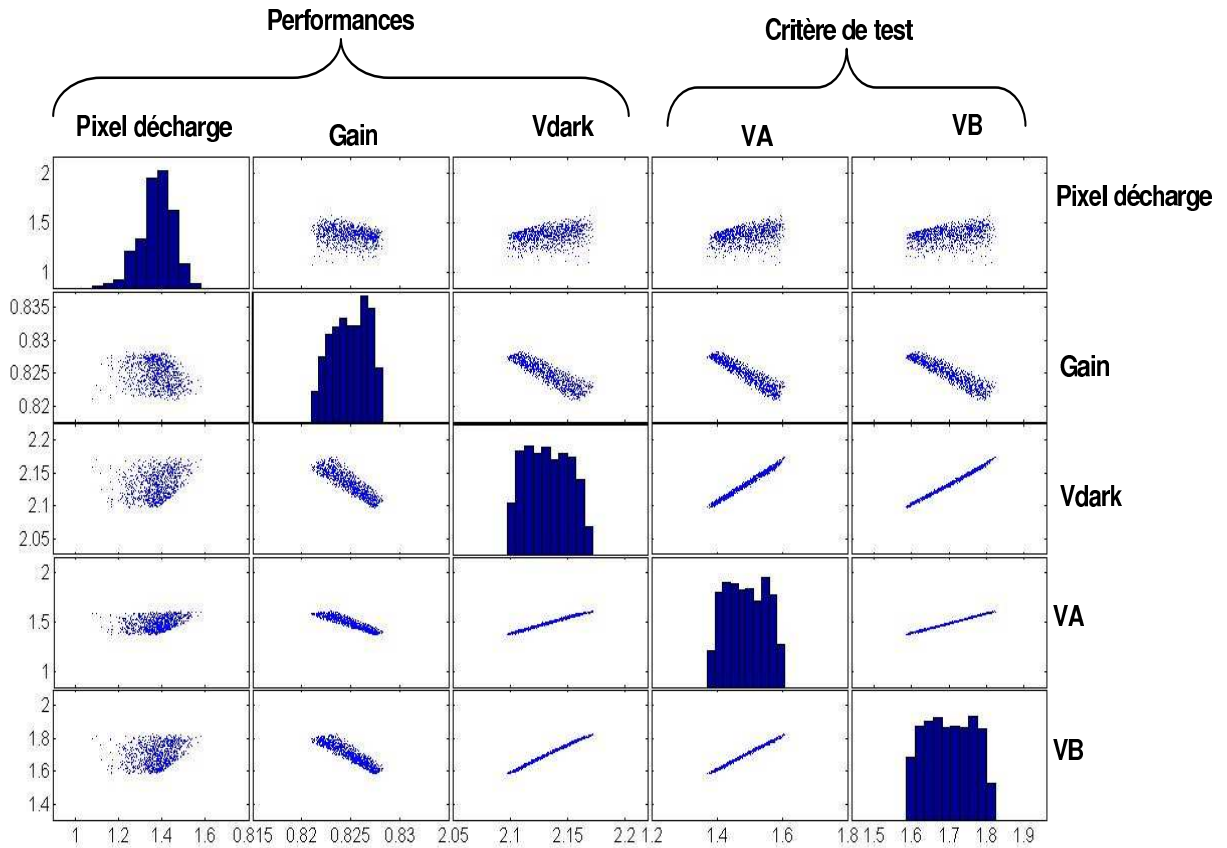 Performances
Critère de test
Pixel décharge
Gain
Vdark
VA
VB
2
1.5
1
Pixel décharge
0.835
0.83
0.825
0.82
Gain
2.2
2.15
2.1
2.05
Vdark
2
1.5
1
VA
2
1.8
1.6
1.4
VB
1 1.2 1.4 1.6 0.815 0.82 0.825 0.83 2.05 2.1 2.15 2.2 1.2 1.4 1.6 1.8 1.5 1.6 1.7 1.8 1.9